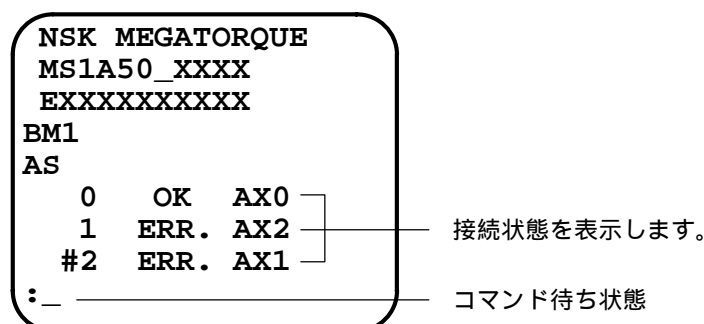 NSK MEGATORQUE
MS1A50_XXXX
EXXXXXXXXXX
BM1
AS
0 OK AX0
1 ERR. AX2
#2 ERR. AX1
:_
接続状態を表示します。
コマンド待ち状態